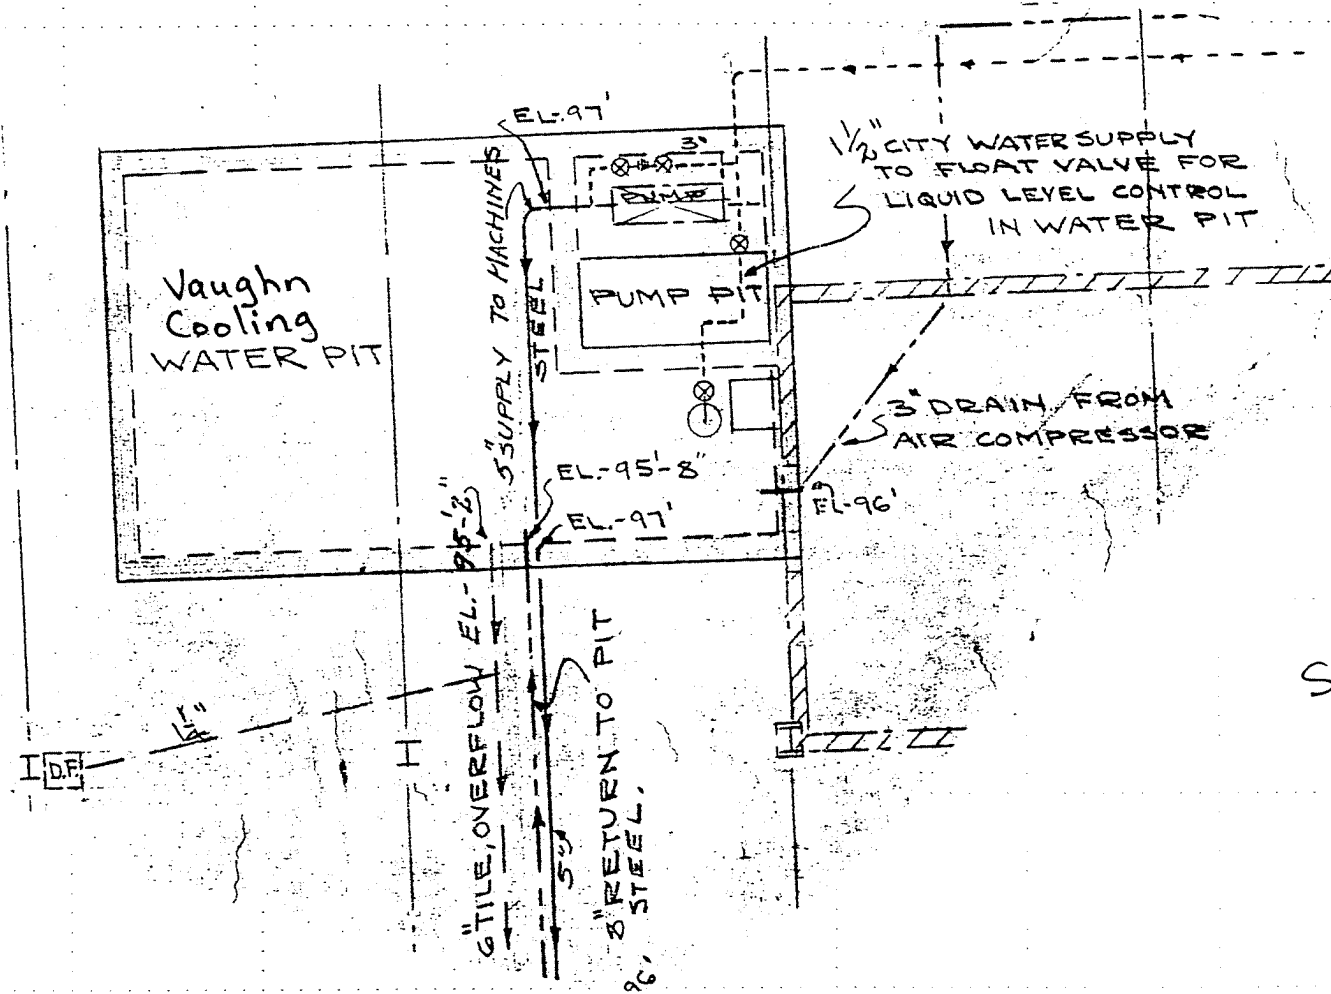 EL-.97'
3"
1 1/2" CITY WATER SUPPLY
TO FLOAT VALVE FOR
LIQUID LEVEL CONTROL
IN WATER PIT
PUMP
5" SUPPLY TO MACHINES
STEEL
Vaughn
Cooling
WATER PIT
PUMP PIT
3" DRAIN FROM
AIR COMPRESSOR
EL.-95'-8"
EL-96'
EL.-97'
6" TILE, OVERFLOW EL.-95'-2"
8" RETURN TO PIT
STEEL.
5"
I
D.F.
I
S
96'